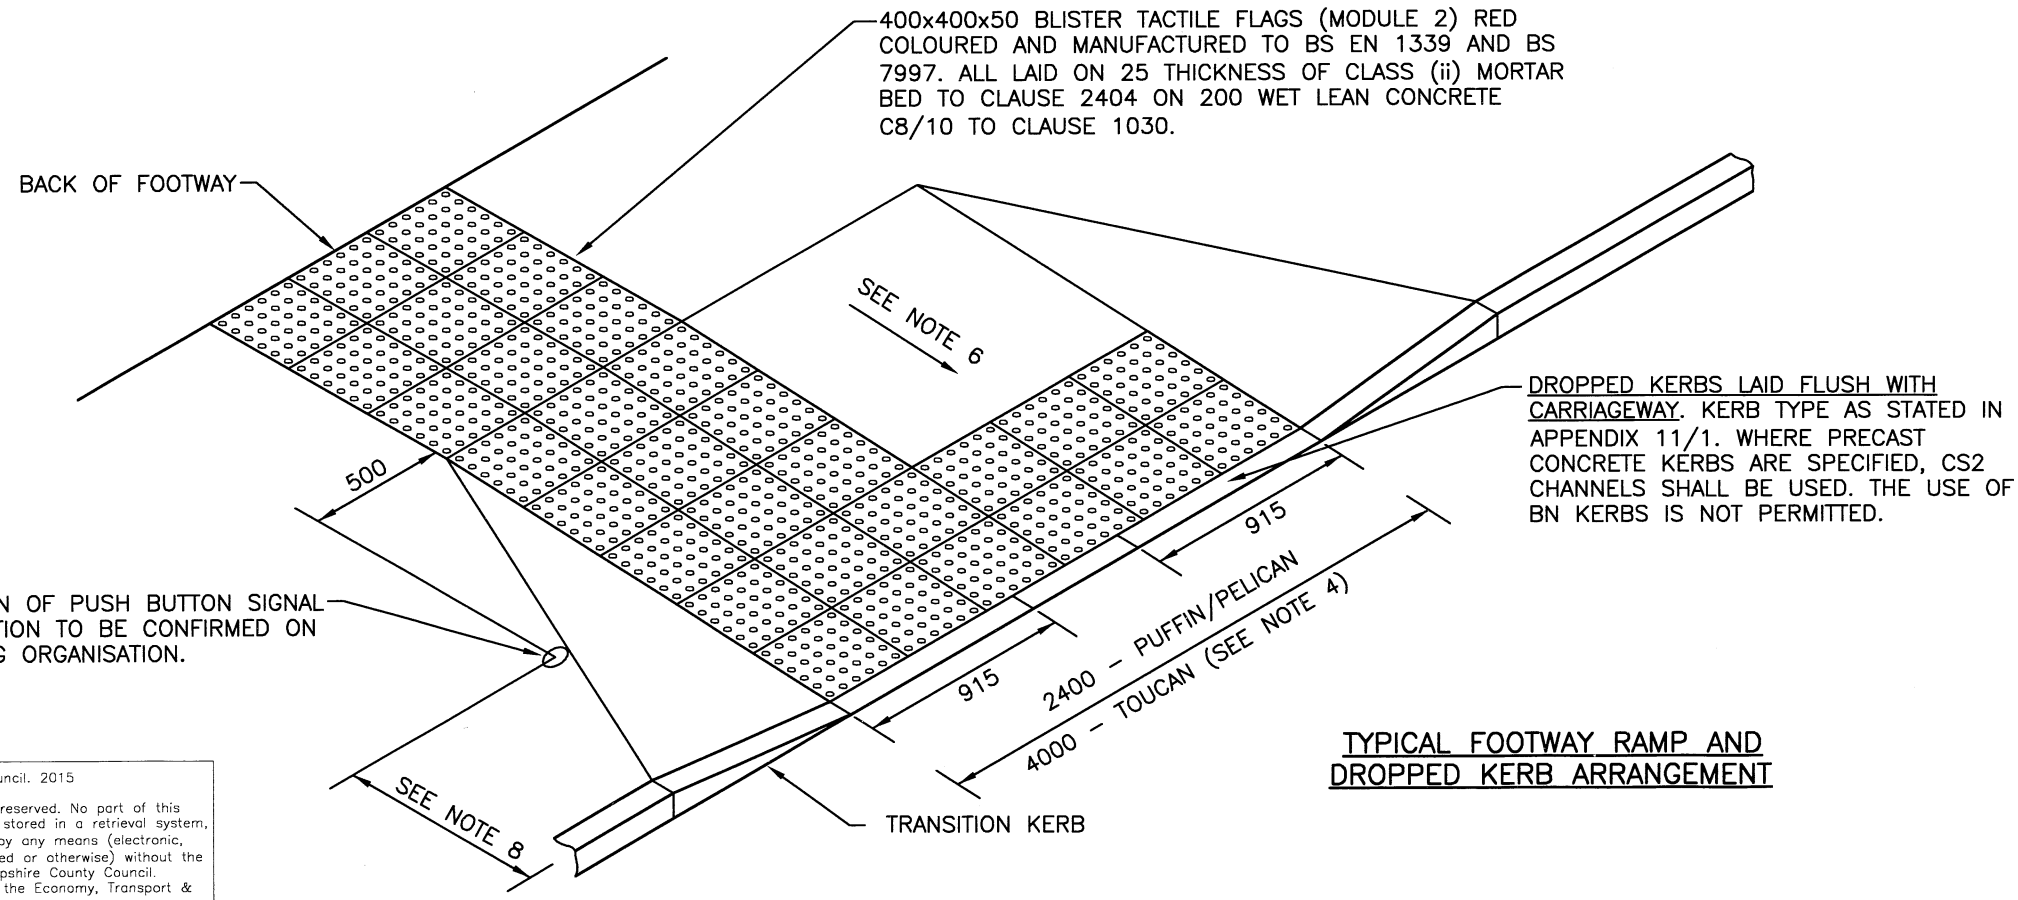 400x400x50 BLISTER TACTILE FLAGS (MODULE 2) RED
COLOURED AND MANUFACTURED TO BS EN 1339 AND BS
7997. ALL LAID ON 25 THICKNESS OF CLASS (ii) MORTAR
BED TO CLAUSE 2404 ON 200 WET LEAN CONCRETE
C8/10 TO CLAUSE 1030.
BACK OF FOOTWAY
SEE NOTE 6
DROPPED KERBS LAID FLUSH WITH
CARRIAGEWAY. KERB TYPE AS STATED IN
APPENDIX 11/1. WHERE PRECAST
CONCRETE KERBS ARE SPECIFIED, CS2
CHANNELS SHALL BE USED. THE USE OF
BN KERBS IS NOT PERMITTED.
500
915
N OF PUSH BUTTON SIGNAL
TION TO BE CONFIRMED ON
G ORGANISATION.
915
2400 - PUFFIN/PELICAN
4000 - TOUCAN (SEE NOTE 4)
TYPICAL FOOTWAY RAMP AND
DROPPED KERB ARRANGEMENT
SEE NOTE 8
TRANSITION KERB
uncil. 2015
reserved. No part of this
stored in a retrieval system,
by any means (electronic,
ed or otherwise) without the
pshire County Council.
the Economy, Transport &